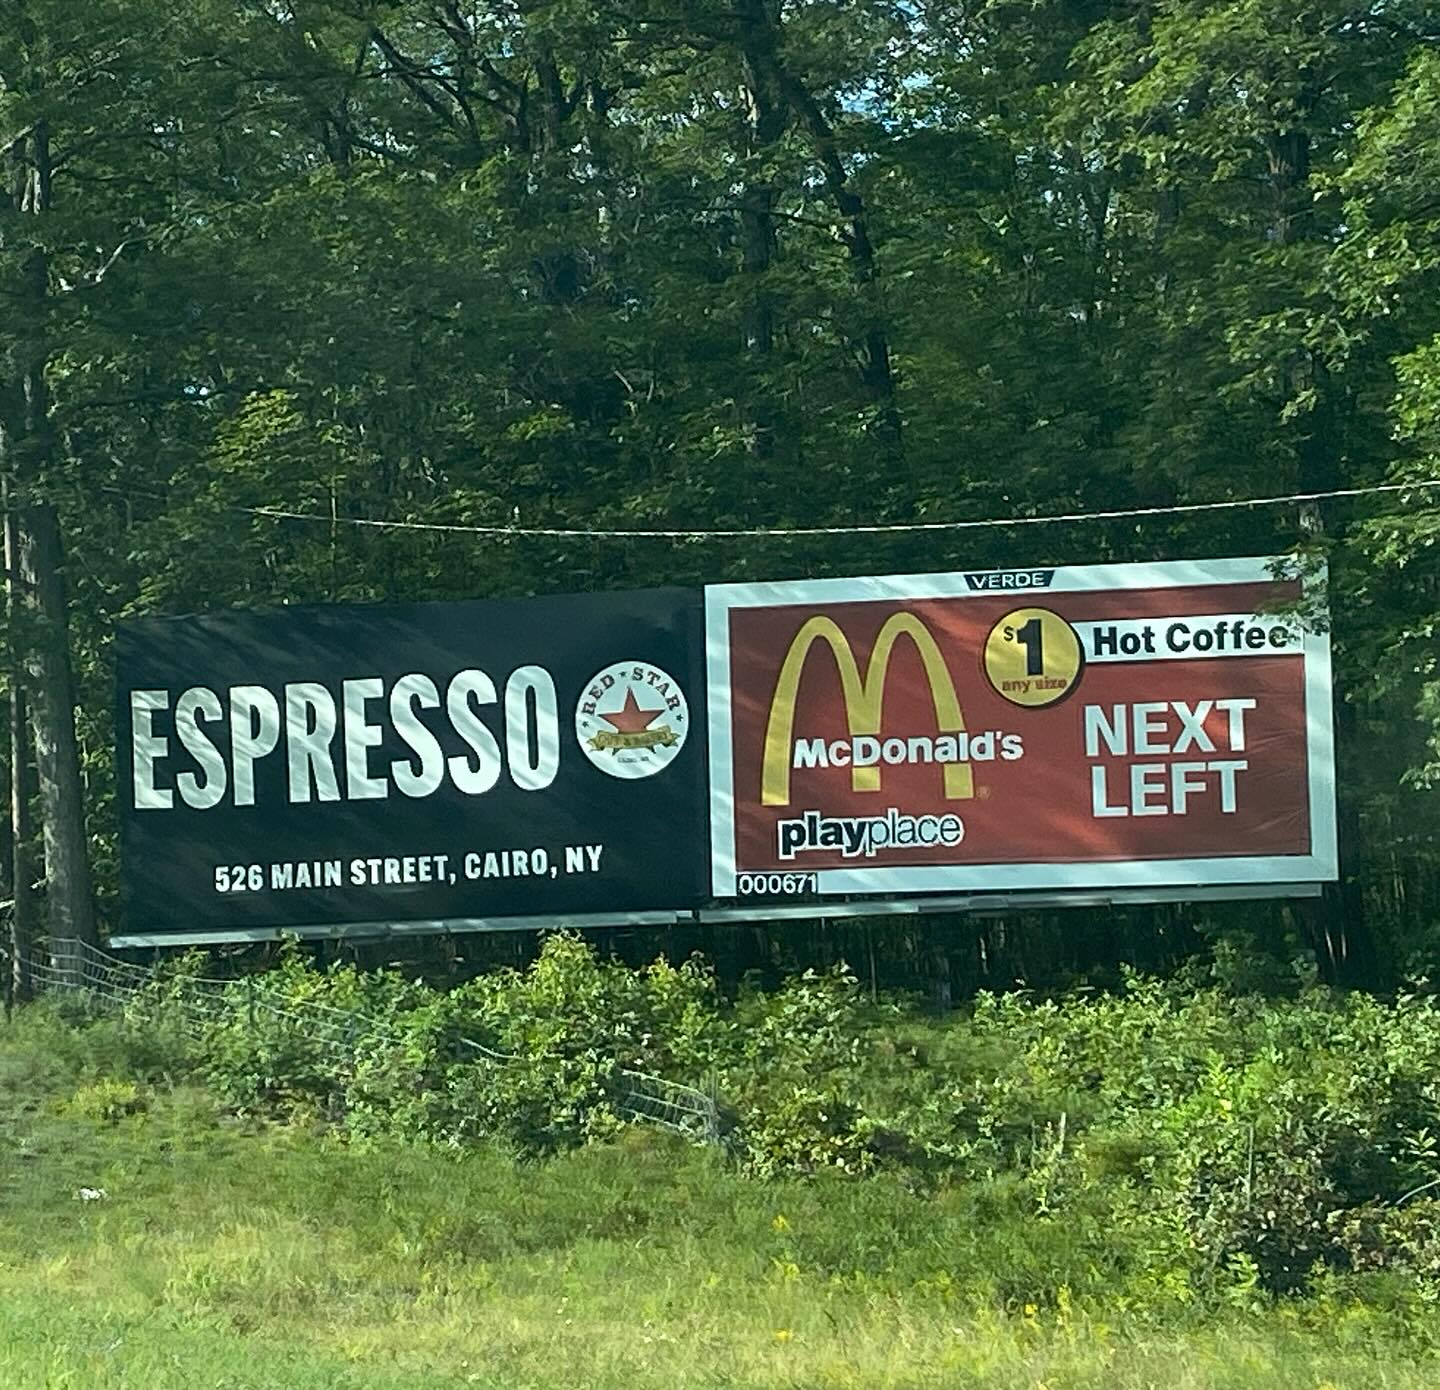 ESPRESSO
RED STAR
526 MAIN STREET, CAIRO, NY
VERDE
$1
any size
Hot Coffee
McDonald's
playplace
NEXT
LEFT
000671